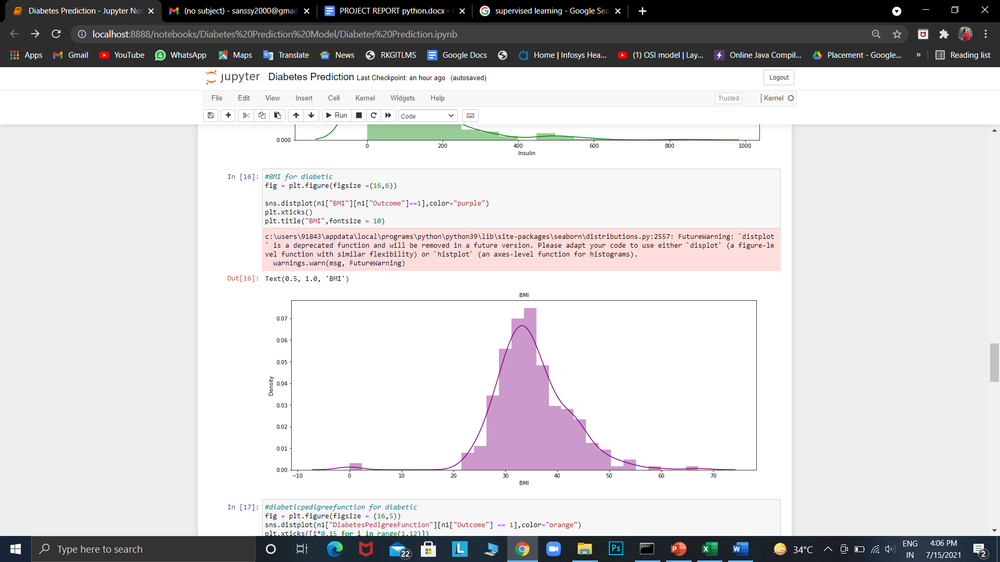 Diabetes Prediction - Jupyter No
(no subject) - sanssy2000@gmail
PROJECT REPORT python.docx -
supervised learning - Google Sea
localhost:8888/notebooks/Diabetes%20Prediction%20Model/Diabetes%20Prediction.ipynb
Apps Gmail YouTube WhatsApp Maps Translate News RKGITLMS Google Docs Home | Infosys Hea... (1) OSI model | Lay... Online Java Compil... Placement - Google... » Reading list
jupyter Diabetes Prediction Last Checkpoint: an hour ago (autosaved) Logout
File Edit View Insert Cell Kernel Widgets Help Trusted Kernel
Run Code
0.000
0 200 400 600 800 1000
Insulin
In [16]: #BMI for diabetic
fig = plt.figure(figsize =(16,6))
sns.distplot(n1["BMI"][n1["Outcome"]==1],color="purple")
plt.xticks()
plt.title("BMI",fontsize = 10)
c:\users\91843\appdata\local\programs\python\python39\lib\site-packages\seaborn\distributions.py:2557: FutureWarning: `distplot
` is a deprecated function and will be removed in a future version. Please adapt your code to use either `displot` (a figure-le
vel function with similar flexibility) or `histplot` (an axes-level function for histograms).
warnings.warn(msg, FutureWarning)
Out[16]: Text(0.5, 1.0, 'BMI')
BMI
0.07
0.06
0.05
0.04
0.03
0.02
0.01
0.00
Density
−10 0 10 20 30 40 50 60 70
BMI
In [17]: #diabeticpedigreefunction for diabetic
fig = plt.figure(figsize = (16,5))
sns.distplot(n1["DiabetesPedigreeFunction"][n1["Outcome"] == 1],color="orange")
plt.xticks([i*0.15 for i in range(1,12)])
Type here to search
22
L
Ps
34°C
ENG
IN
4:06 PM
7/15/2021
2